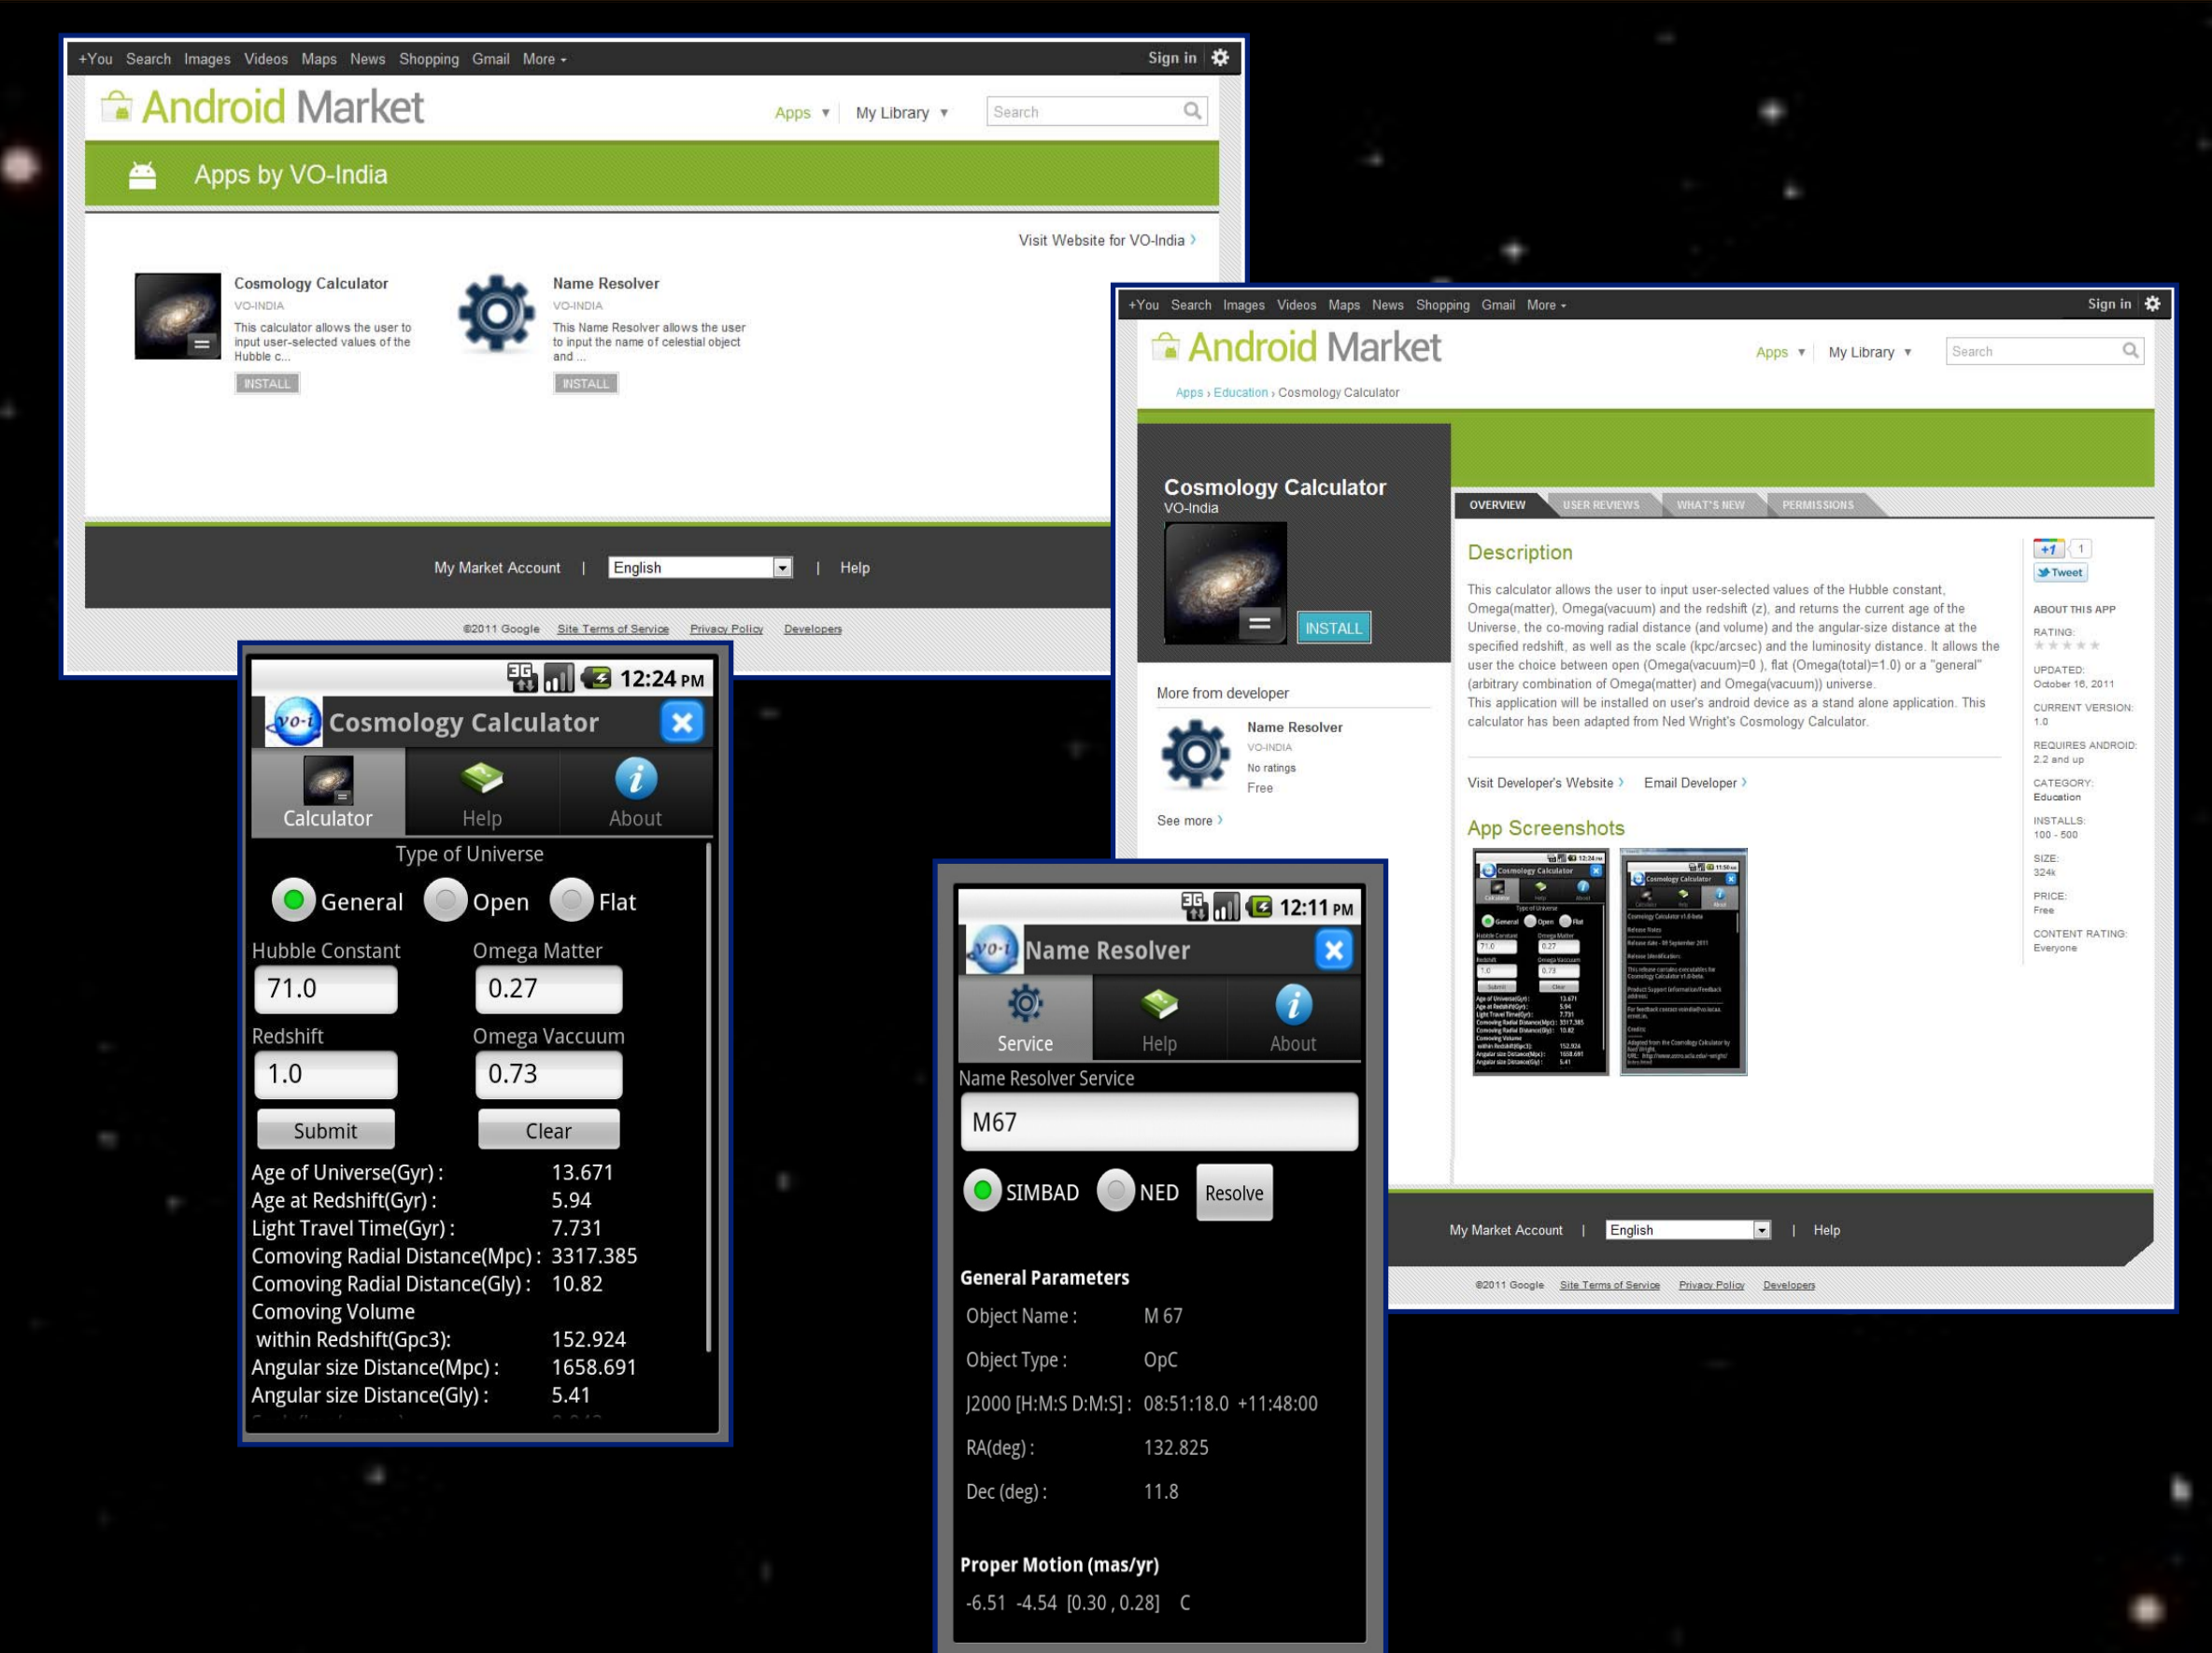 +You Search Images Videos Maps News Shopping Gmail More
Sign in
Android Market
Apps My Library Search
Apps by VO-India
Visit Website for VO-India ›
Cosmology Calculator
VO-INDIA
This calculator allows the user to
input user-selected values of the
Hubble c...
INSTALL
Name Resolver
VO-INDIA
This Name Resolver allows the user
to input the name of celestial object
and ...
INSTALL
My Market Account | English | Help
©2011 Google Site Terms of Service Privacy Policy Developers
+You Search Images Videos Maps News Shopping Gmail More
Sign in
Android Market
Apps My Library Search
Apps › Education › Cosmology Calculator
Cosmology Calculator
VO-India
INSTALL
More from developer
Name Resolver
VO-INDIA
No ratings
Free
See more ›
OVERVIEW USER REVIEWS WHAT'S NEW PERMISSIONS
Description
This calculator allows the user to input user-selected values of the Hubble constant,
Omega(matter), Omega(vacuum) and the redshift (z), and returns the current age of the
Universe, the co-moving radial distance (and volume) and the angular-size distance at the
specified redshift, as well as the scale (kpc/arcsec) and the luminosity distance. It allows the
user the choice between open (Omega(vacuum)=0 ), flat (Omega(total)=1.0) or a "general"
(arbitrary combination of Omega(matter) and Omega(vacuum)) universe.
This application will be installed on user's android device as a stand alone application. This
calculator has been adapted from Ned Wright's Cosmology Calculator.
Visit Developer's Website › Email Developer ›
App Screenshots
+1 1
Tweet
ABOUT THIS APP
RATING:
UPDATED:
October 16, 2011
CURRENT VERSION:
1.0
REQUIRES ANDROID:
2.2 and up
CATEGORY:
Education
INSTALLS:
100 - 500
SIZE:
324k
PRICE:
Free
CONTENT RATING:
Everyone
My Market Account | English | Help
©2011 Google Site Terms of Service Privacy Policy Developers
3G 12:24 PM
vo-i Cosmology Calculator
Calculator Help About
Type of Universe
General Open Flat
Hubble Constant Omega Matter
71.0 0.27
Redshift Omega Vaccuum
1.0 0.73
Submit Clear
Age of Universe(Gyr) : 13.671
Age at Redshift(Gyr) : 5.94
Light Travel Time(Gyr) : 7.731
Comoving Radial Distance(Mpc) : 3317.385
Comoving Radial Distance(Gly) : 10.82
Comoving Volume
within Redshift(Gpc3): 152.924
Angular size Distance(Mpc) : 1658.691
Angular size Distance(Gly) : 5.41
3G 12:11 PM
vo-i Name Resolver
Service Help About
Name Resolver Service
M67
SIMBAD NED Resolve
General Parameters
Object Name : M 67
Object Type : OpC
J2000 [H:M:S D:M:S] : 08:51:18.0 +11:48:00
RA(deg) : 132.825
Dec (deg) : 11.8
Proper Motion (mas/yr)
-6.51 -4.54 [0.30 , 0.28] C